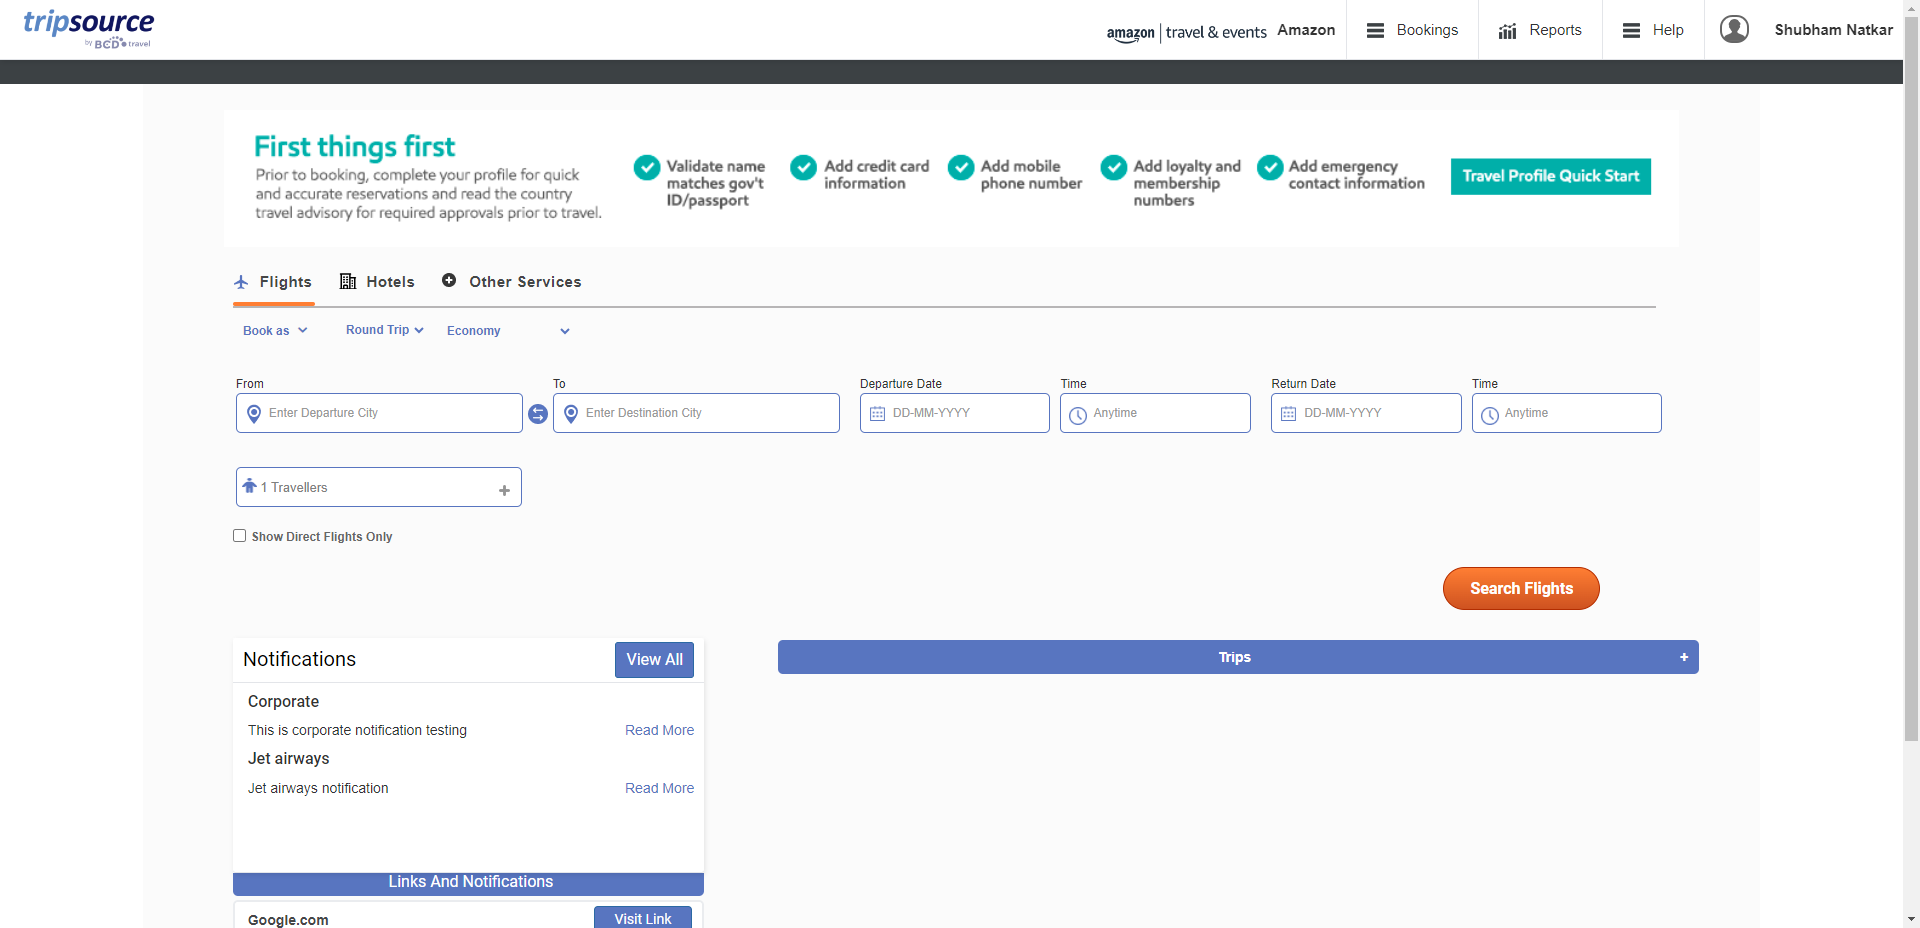 tripsource
by BCD travel
amazon | travel & events
Amazon
Bookings
Reports
Help
Shubham Natkar
First things first
Prior to booking, complete your profile for quick
and accurate reservations and read the country
travel advisory for required approvals prior to travel.
Validate name
matches gov't
ID/passport
Add credit card
information
Add mobile
phone number
Add loyalty and
membership
numbers
Add emergency
contact information
Travel Profile Quick Start
Flights
Hotels
Other Services
Book as
Round Trip
Economy
From
To
Departure Date
Time
Return Date
Time
Enter Departure City
Enter Destination City
DD-MM-YYYY
Anytime
DD-MM-YYYY
Anytime
1 Travellers
+
Show Direct Flights Only
Search Flights
Notifications
View All
Corporate
This is corporate notification testing
Read More
Jet airways
Jet airways notification
Read More
Links And Notifications
Google.com
Visit Link
Trips
+